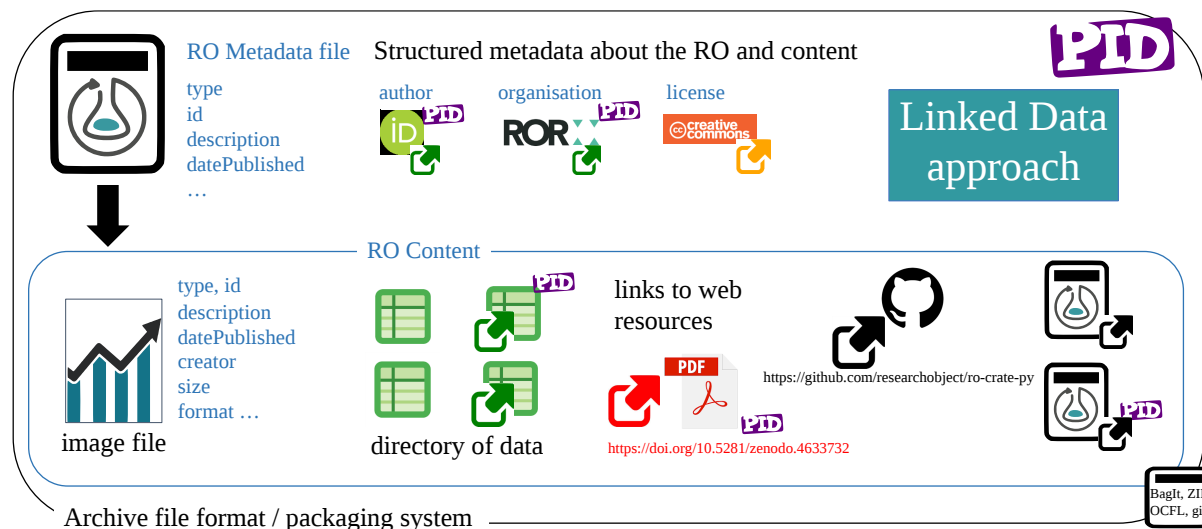 RO Metadata file
Structured metadata about the RO and content
PID
type
id
description
datePublished
…
author
organisation
license
PID
PID
iD
ROR
cc creative
commons
Linked Data
approach
RO Content
type, id
description
datePublished
creator
size
format …
image file
PID
directory of data
links to web
resources
PDF
PID
https://doi.org/10.5281/zenodo.4633732
https://github.com/researchobject/ro-crate-py
PID
BagIt, ZI
OCFL, gi
Archive file format / packaging system